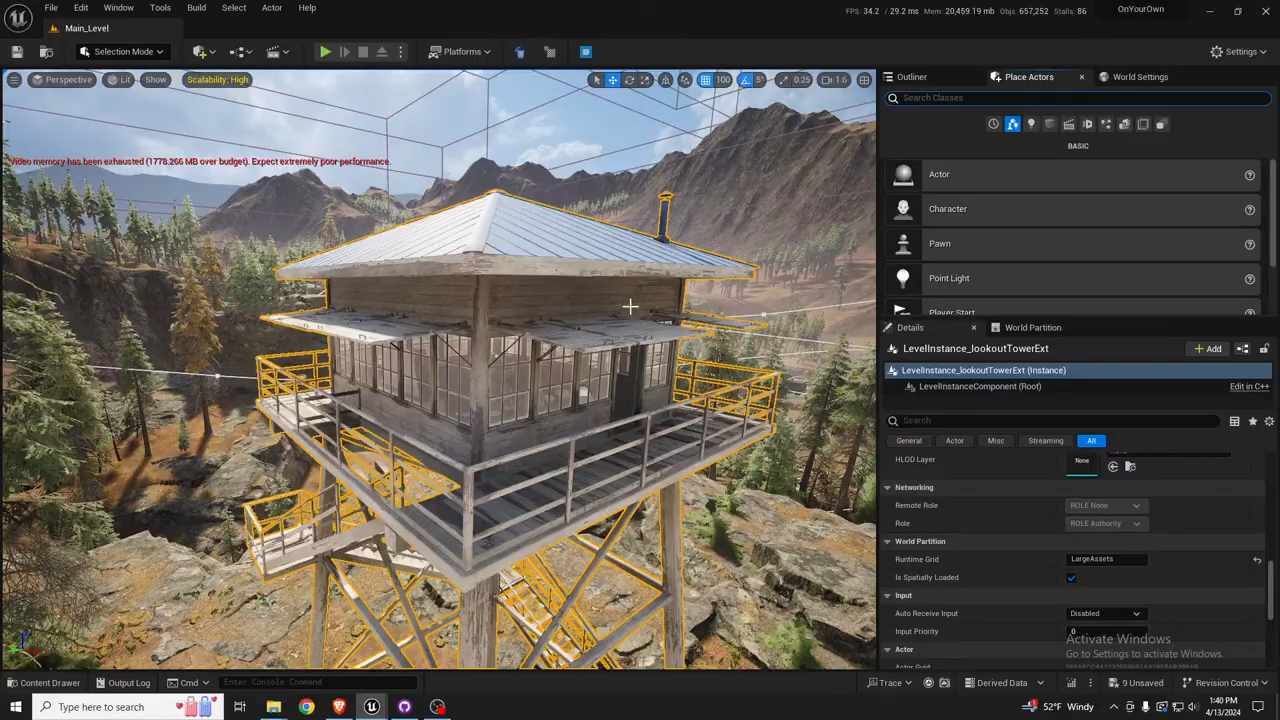 File Edit Window Tools Build Select Actor Help
FPS: 34.2 / 29.2 ms Mem: 20,459.19 mb Objs: 657,252 Stalls: 86
OnYourOwn
Main_Level
Selection Mode
Platforms
Settings
Perspective Lit Show Scalability: High
100 5° 0.25 1.6
Video memory has been exhausted (1778.266 MB over budget). Expect extremely poor performance.
Outliner Place Actors World Settings
Search Classes
BASIC
Actor
Character
Pawn
Point Light
Player Start
Details World Partition
LevelInstance_lookoutTowerExt
Add
LevelInstance_lookoutTowerExt (Instance)
LevelInstanceComponent (Root) Edit in C++
Search
General Actor Misc Streaming All
HLOD Layer None
Networking
Remote Role ROLE None
Role ROLE Authority
World Partition
Runtime Grid LargeAssets
Is Spatially Loaded
Input
Auto Receive Input Disabled
Input Priority 0
Activate Windows
Go to Settings to activate Windows.
Actor
Content Drawer Output Log Cmd Enter Console Command
Trace Derived Data 9 Unsaved Revision Control
Type here to search
52°F Windy
1:40 PM
4/13/2024